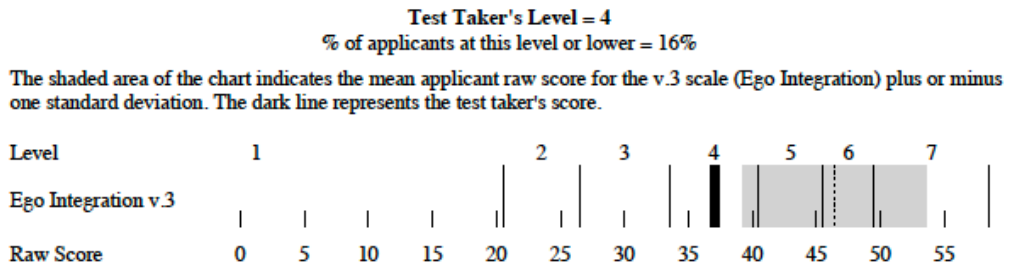 Test Taker's Level = 4
% of applicants at this level or lower = 16%
The shaded area of the chart indicates the mean applicant raw score for the v.3 scale (Ego Integration) plus or minus
one standard deviation. The dark line represents the test taker's score.
Level 1 2 3 4 5 6 7
Ego Integration v.3
Raw Score 0 5 10 15 20 25 30 35 40 45 50 55